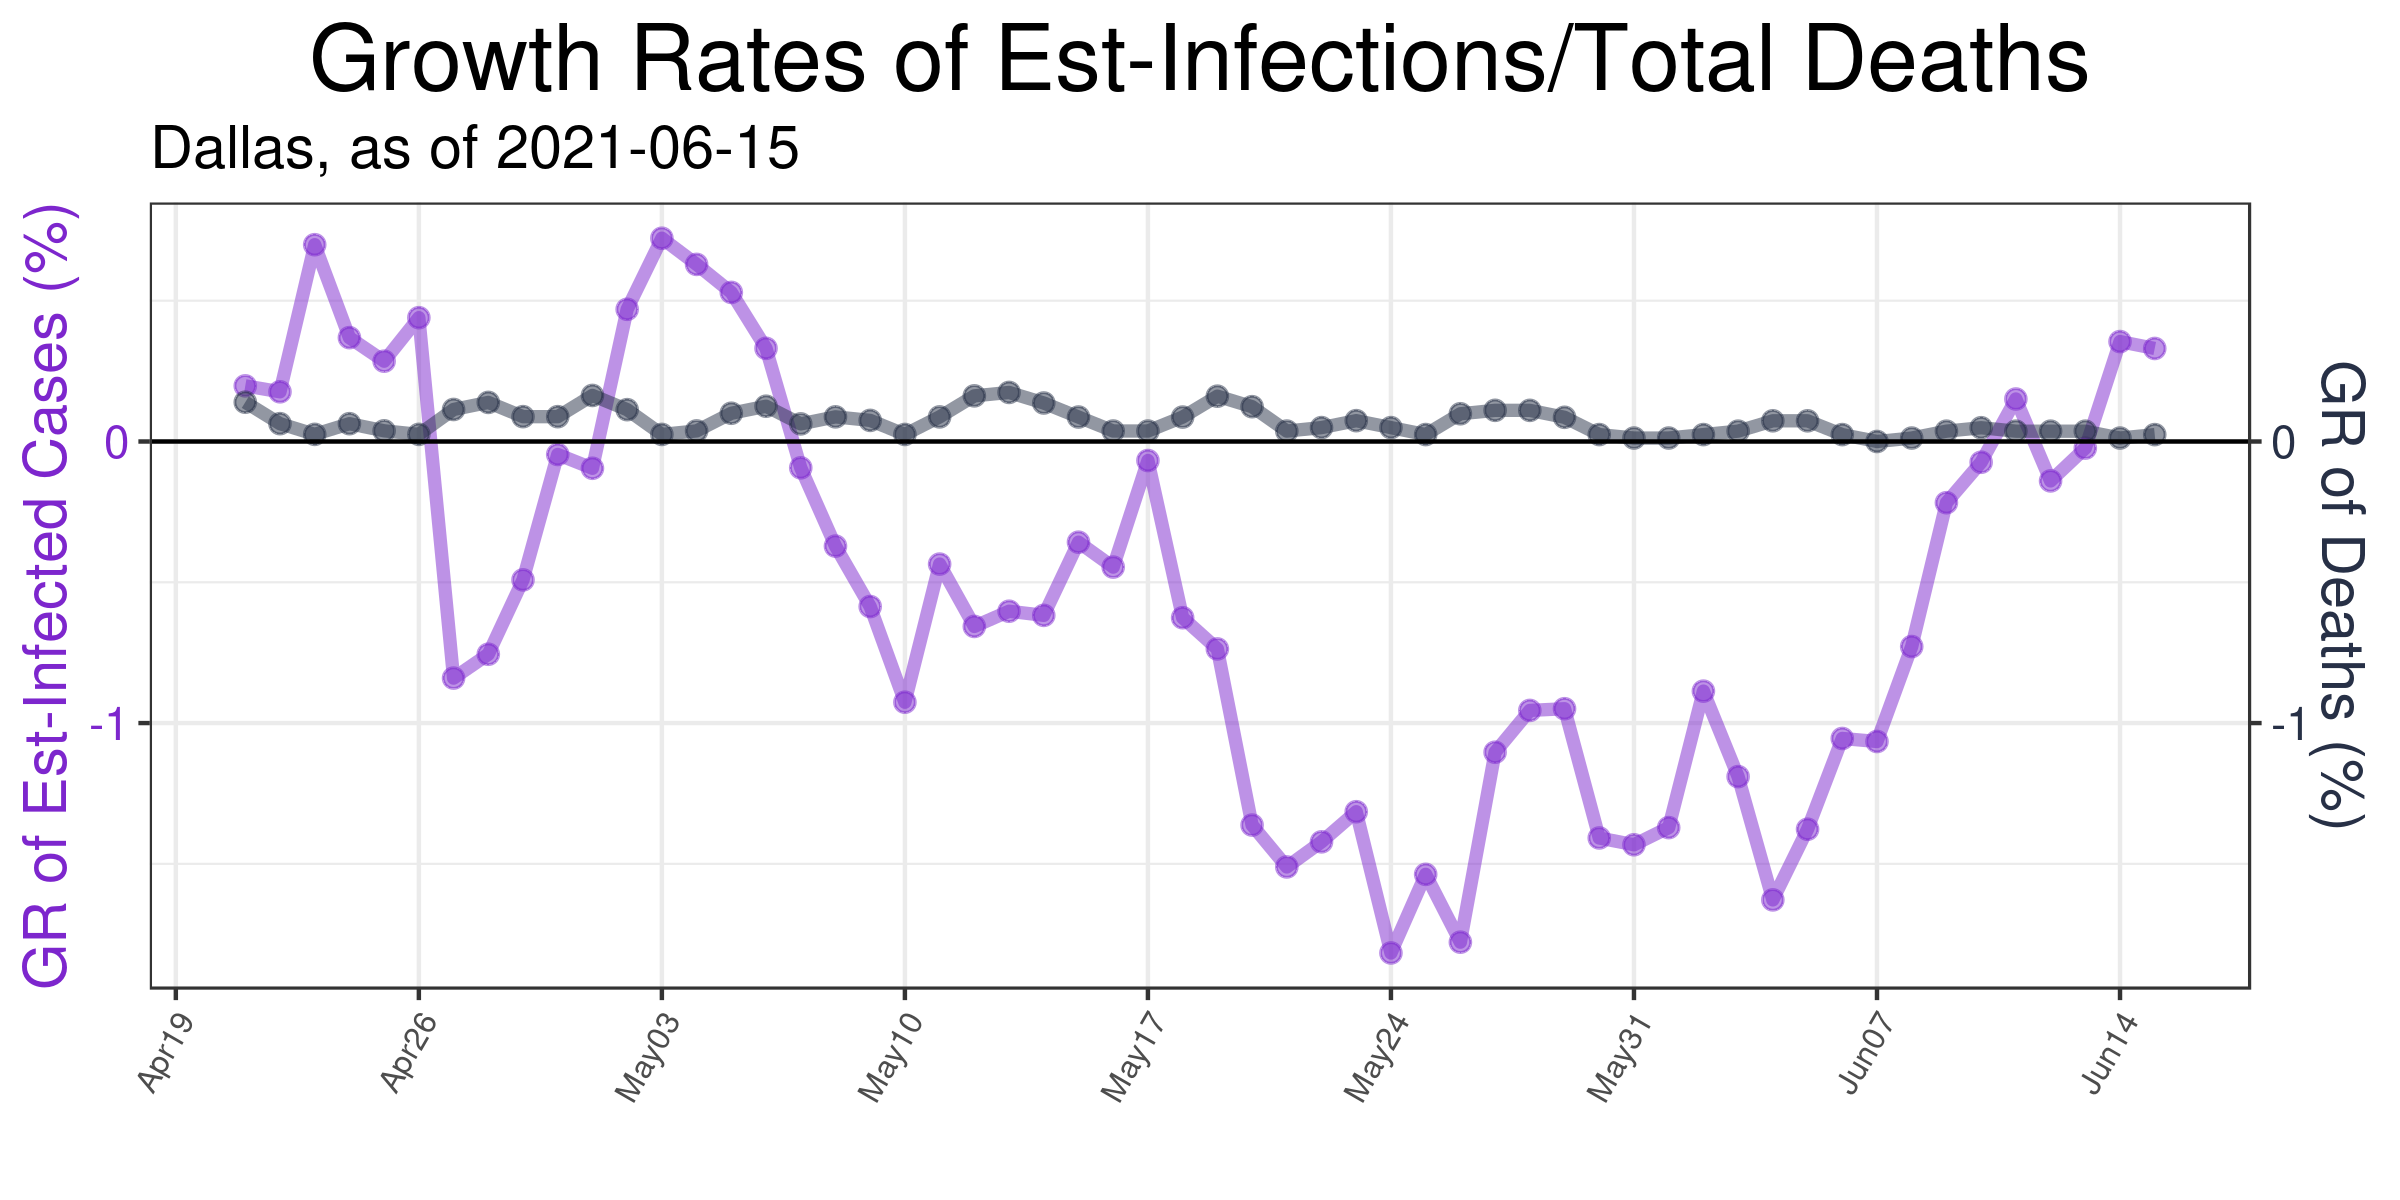 Growth Rates of Est-Infections/Total Deaths
Dallas, as of 2021-06-15
GR of Est-Infected Cases (%)
0
-1
0
-1
GR of Deaths (%)
Apr19
Apr26
May03
May10
May17
May24
May31
Jun07
Jun14